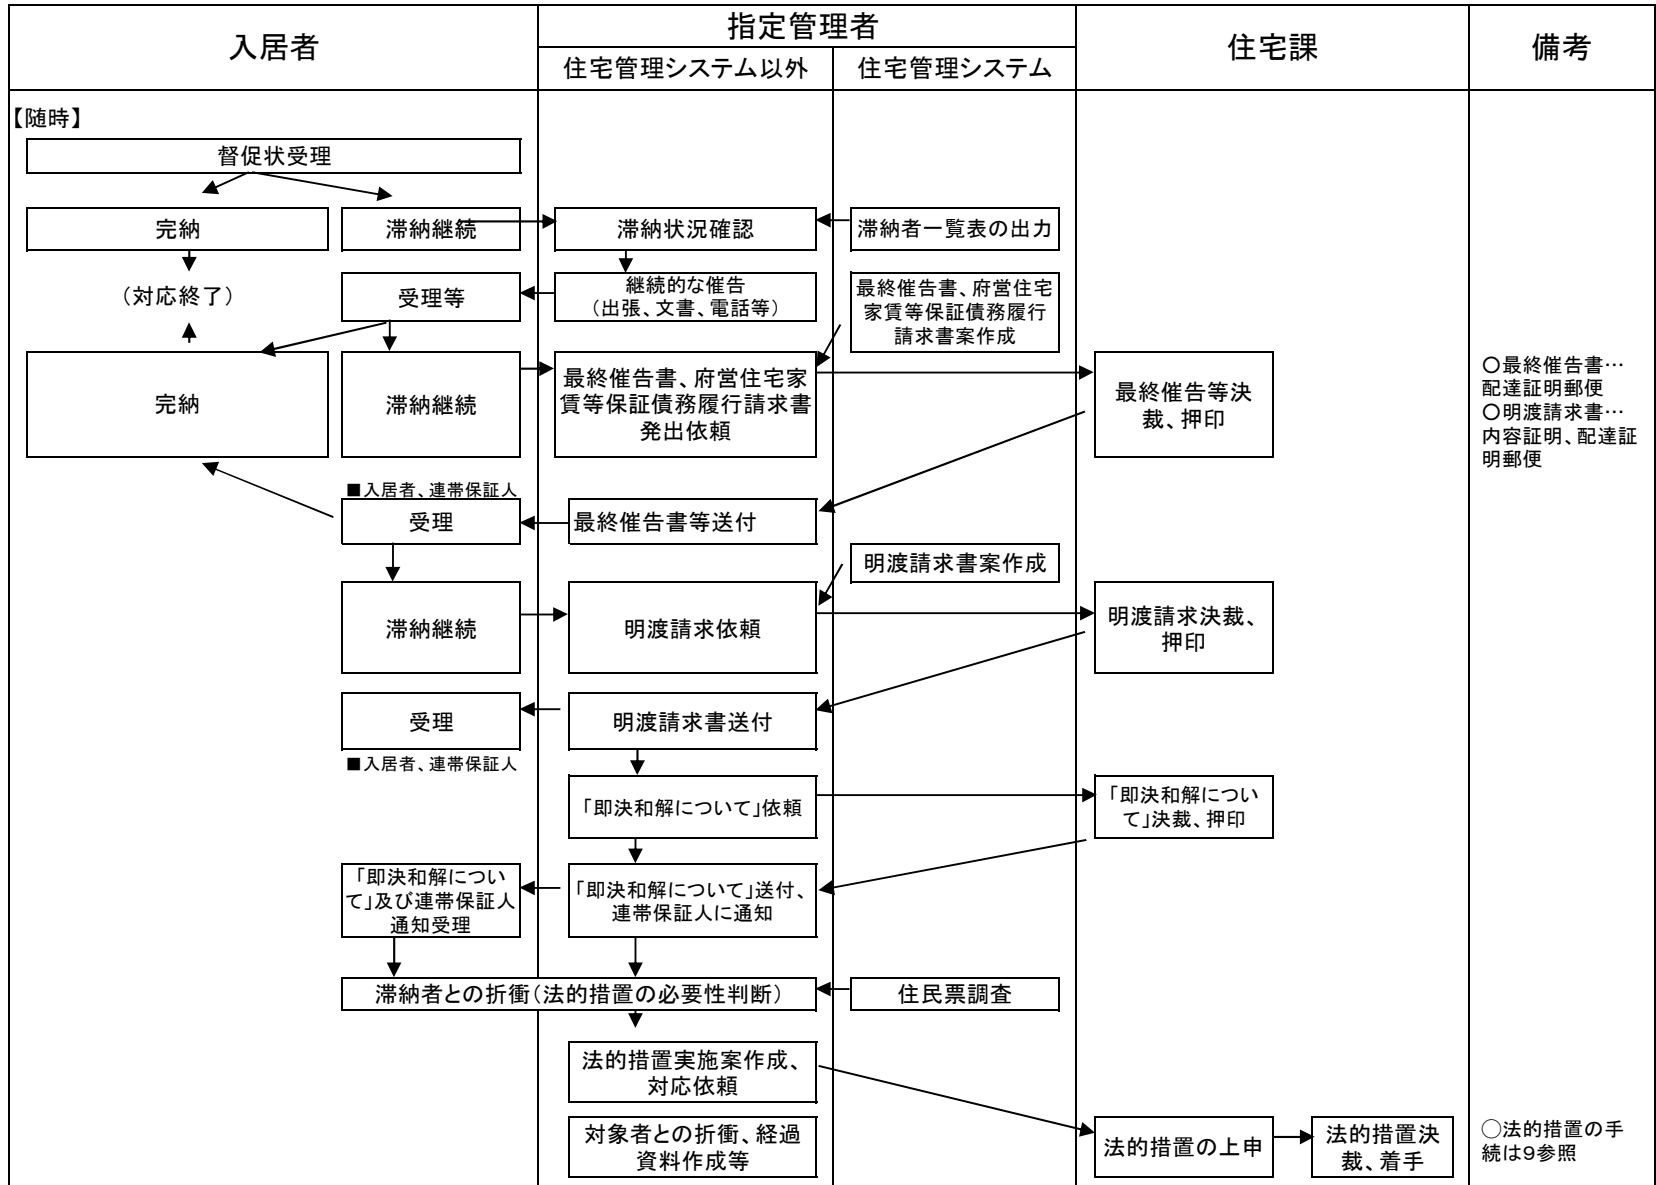 入居者
指定管理者
住宅管理システム以外
住宅管理システム
住宅課
備考
【随時】
督促状受理
完納
滞納継続
滞納状況確認
滞納者一覧表の出力
（対応終了）
受理等
継続的な催告
（出張、文書、電話等）
最終催告書、府営住宅
家賃等保証債務履行
請求書案作成
完納
滞納継続
最終催告書、府営住宅家
賃等保証債務履行請求書
発出依頼
最終催告等決
裁、押印
○最終催告書…
配達証明郵便
○明渡請求書…
内容証明、配達証
明郵便
■入居者、連帯保証人
受理
最終催告書等送付
明渡請求書案作成
滞納継続
明渡請求依頼
明渡請求決裁、
押印
受理
明渡請求書送付
■入居者、連帯保証人
「即決和解について」依頼
「即決和解につい
て」決裁、押印
「即決和解につい
て」及び連帯保証人
通知受理
「即決和解について」送付、
連帯保証人に通知
滞納者との折衝（法的措置の必要性判断）
住民票調査
法的措置実施案作成、
対応依頼
対象者との折衝、経過
資料作成等
法的措置の上申
法的措置決
裁、着手
○法的措置の手
続は9参照